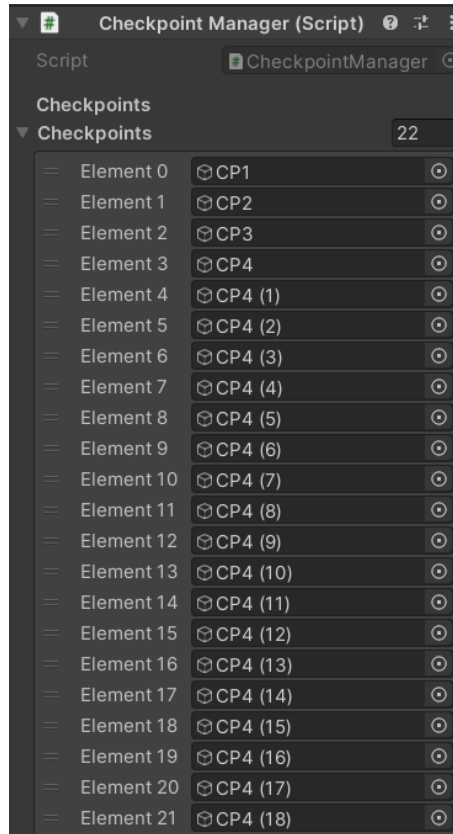 Checkpoint Manager (Script)
Script CheckpointManager
Checkpoints
Checkpoints 22
Element 0 CP1
Element 1 CP2
Element 2 CP3
Element 3 CP4
Element 4 CP4 (1)
Element 5 CP4 (2)
Element 6 CP4 (3)
Element 7 CP4 (4)
Element 8 CP4 (5)
Element 9 CP4 (6)
Element 10 CP4 (7)
Element 11 CP4 (8)
Element 12 CP4 (9)
Element 13 CP4 (10)
Element 14 CP4 (11)
Element 15 CP4 (12)
Element 16 CP4 (13)
Element 17 CP4 (14)
Element 18 CP4 (15)
Element 19 CP4 (16)
Element 20 CP4 (17)
Element 21 CP4 (18)